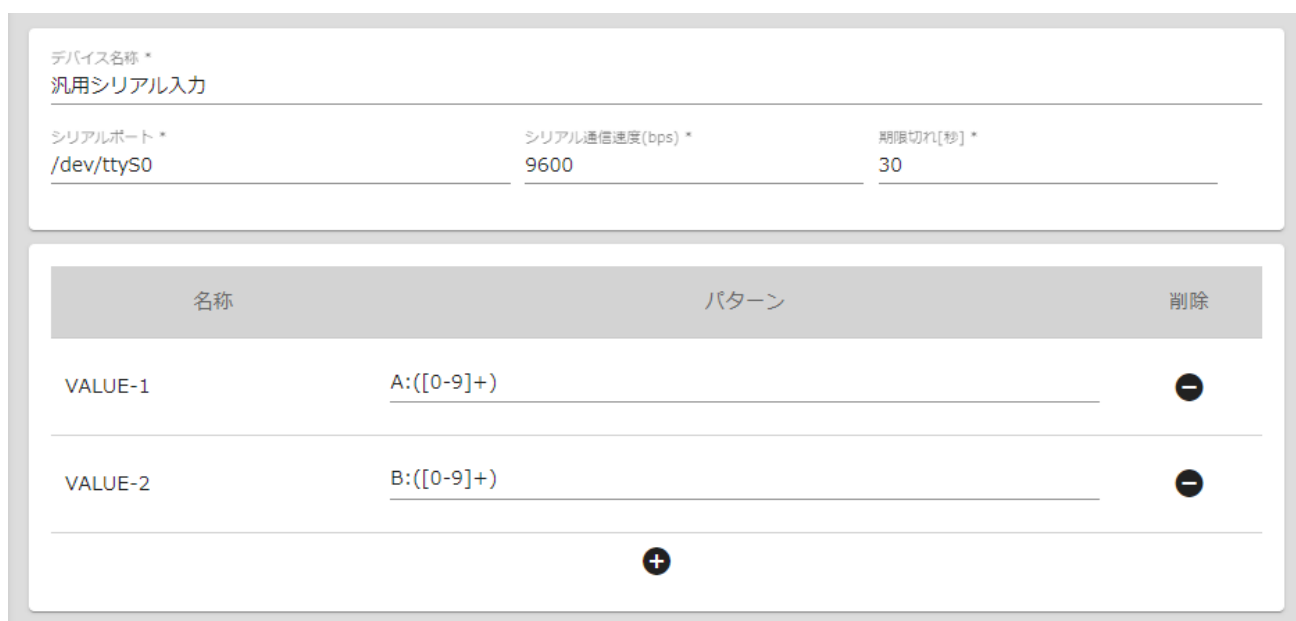 デバイス名称 *
汎用シリアル入力
シリアルポート * シリアル通信速度(bps) * 期限切れ[秒] *
/dev/ttyS0 9600 30
名称 パターン 削除
VALUE-1 A:([0-9]+)
VALUE-2 B:([0-9]+)